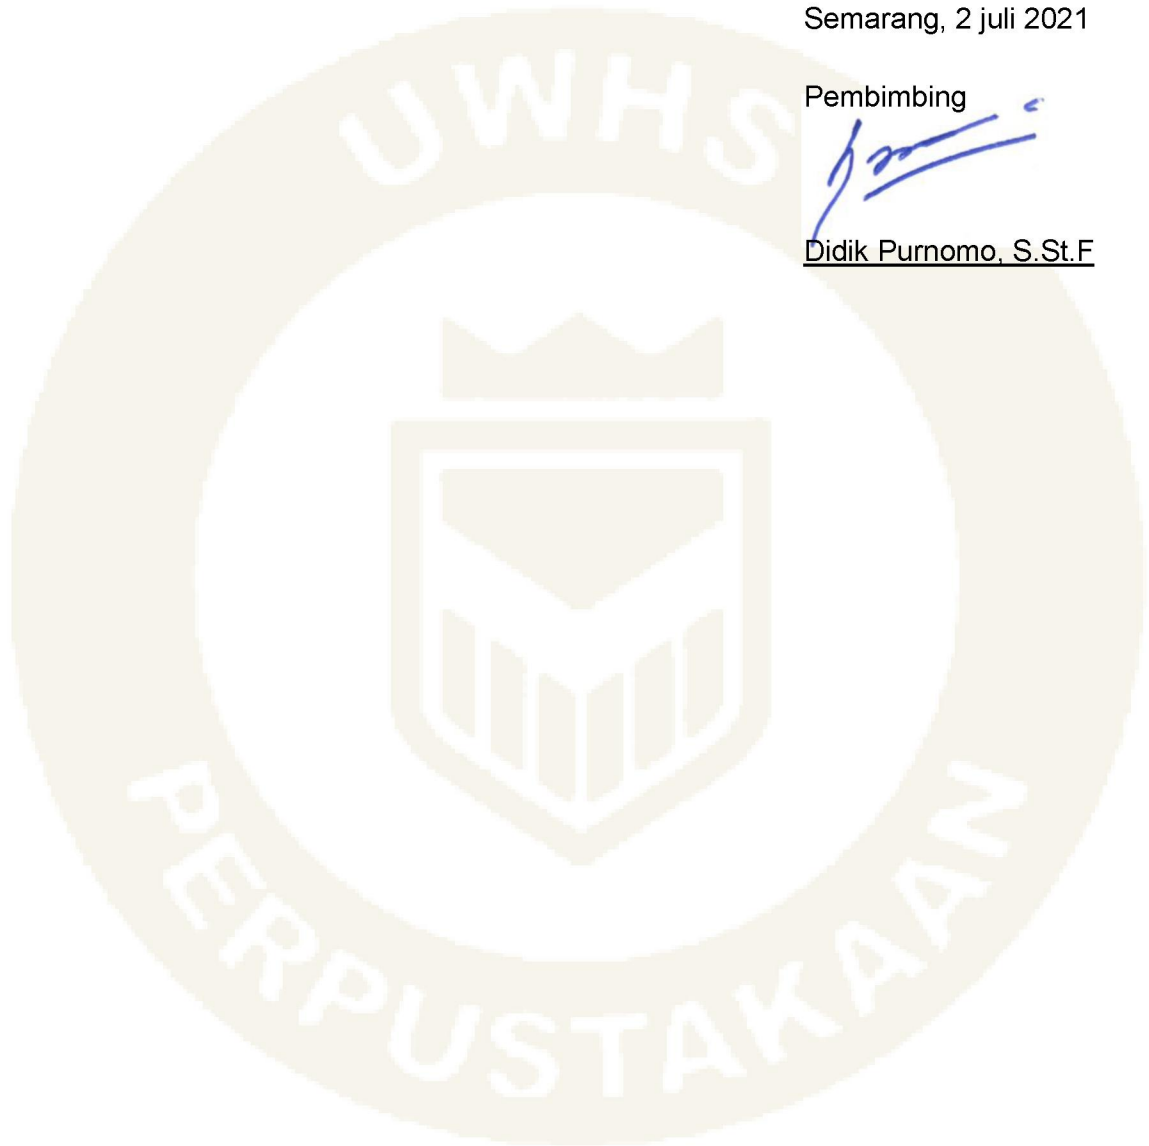 Semarang, 2 juli 2021
Pembimbing
Didik Purnomo, S.St.F
UWHS
PERPUSTAKAAN